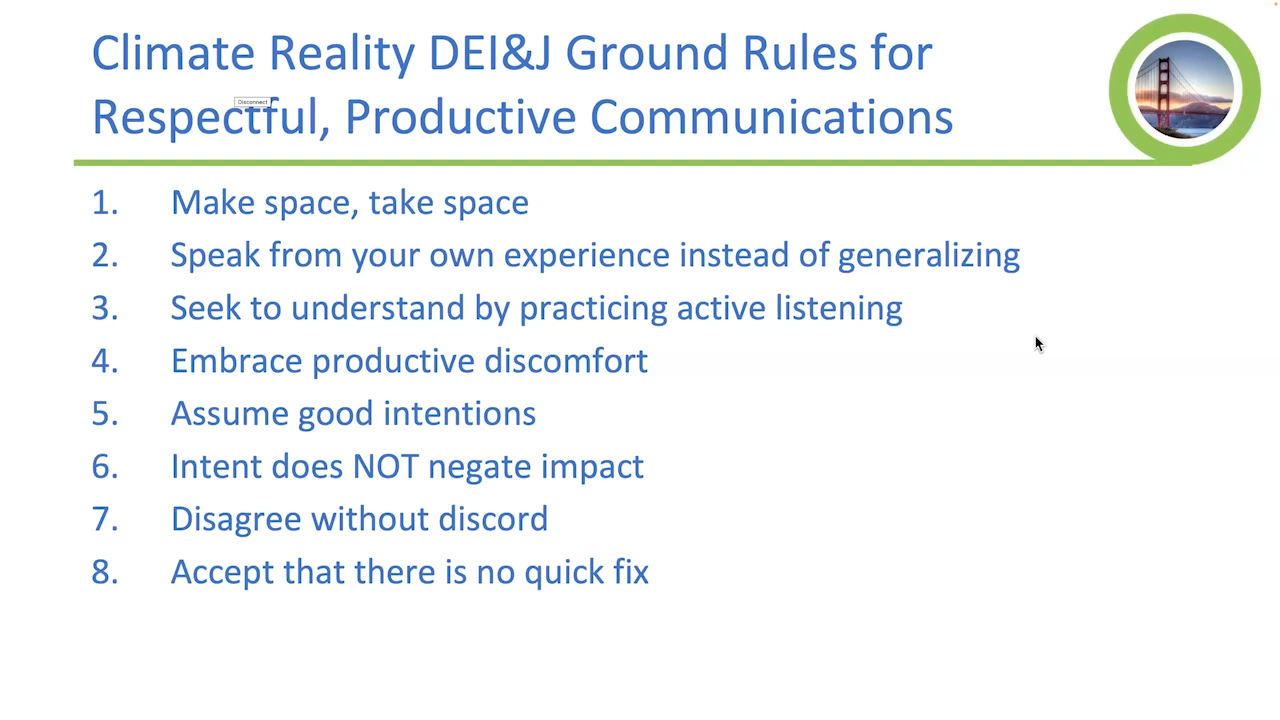 Climate Reality DEI&J Ground Rules for
Disconnect
Respectful, Productive Communications
1. Make space, take space
2. Speak from your own experience instead of generalizing
3. Seek to understand by practicing active listening
4. Embrace productive discomfort
5. Assume good intentions
6. Intent does NOT negate impact
7. Disagree without discord
8. Accept that there is no quick fix